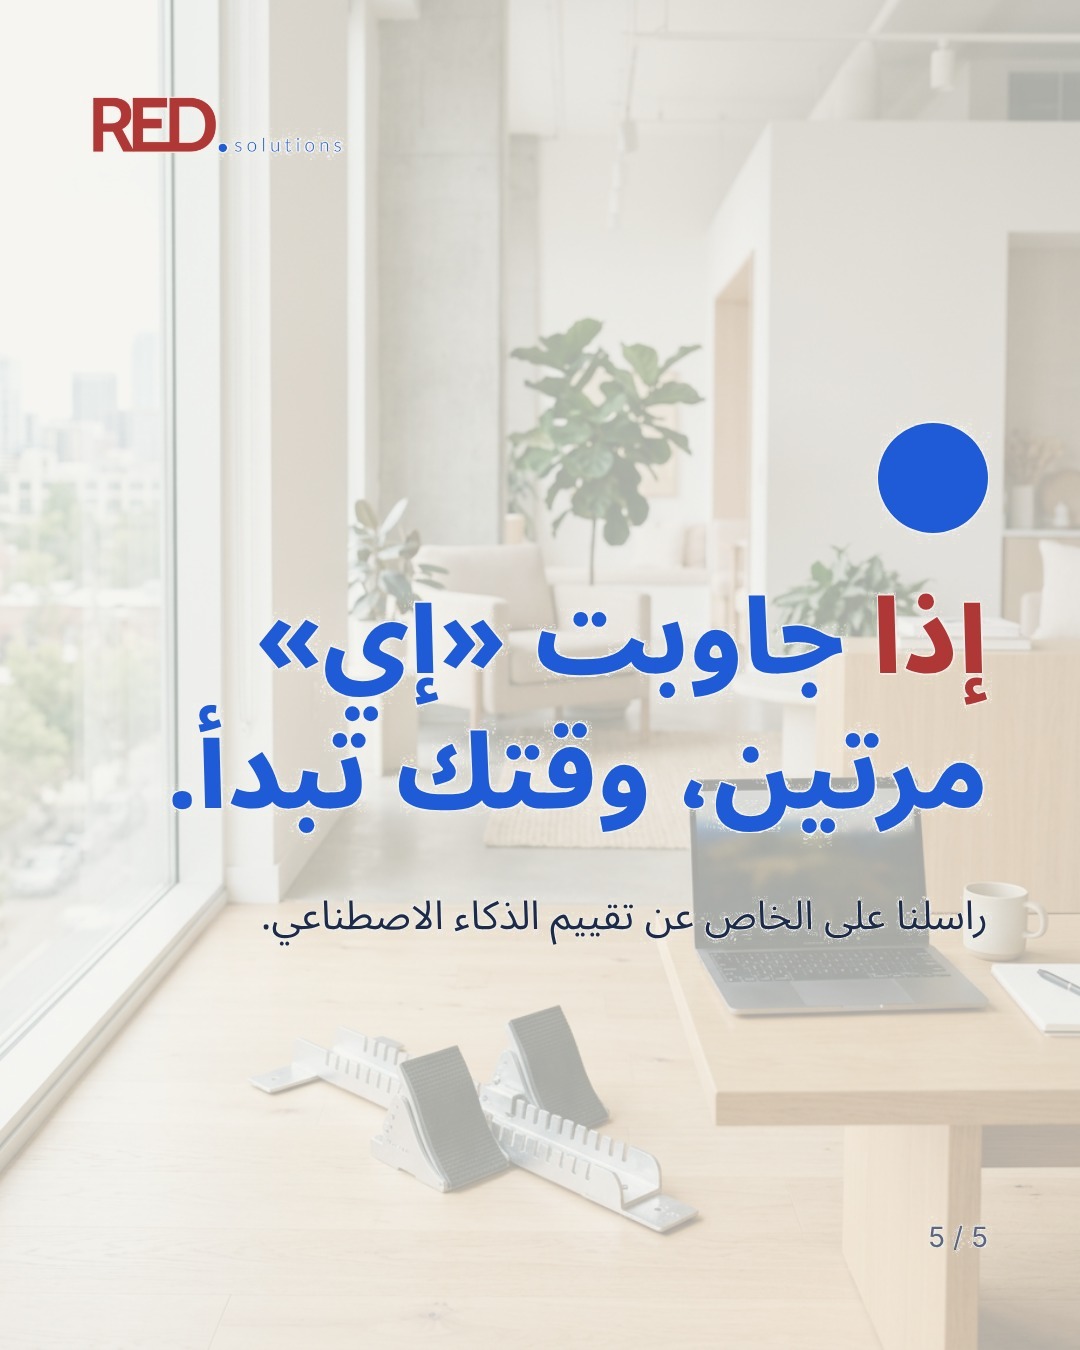 RED.solutions
إذا جاوبت «إي»
مرتين، وقتك تبدأ.
راسلنا على الخاص عن تقييم الذكاء الاصطناعي.
5 / 5